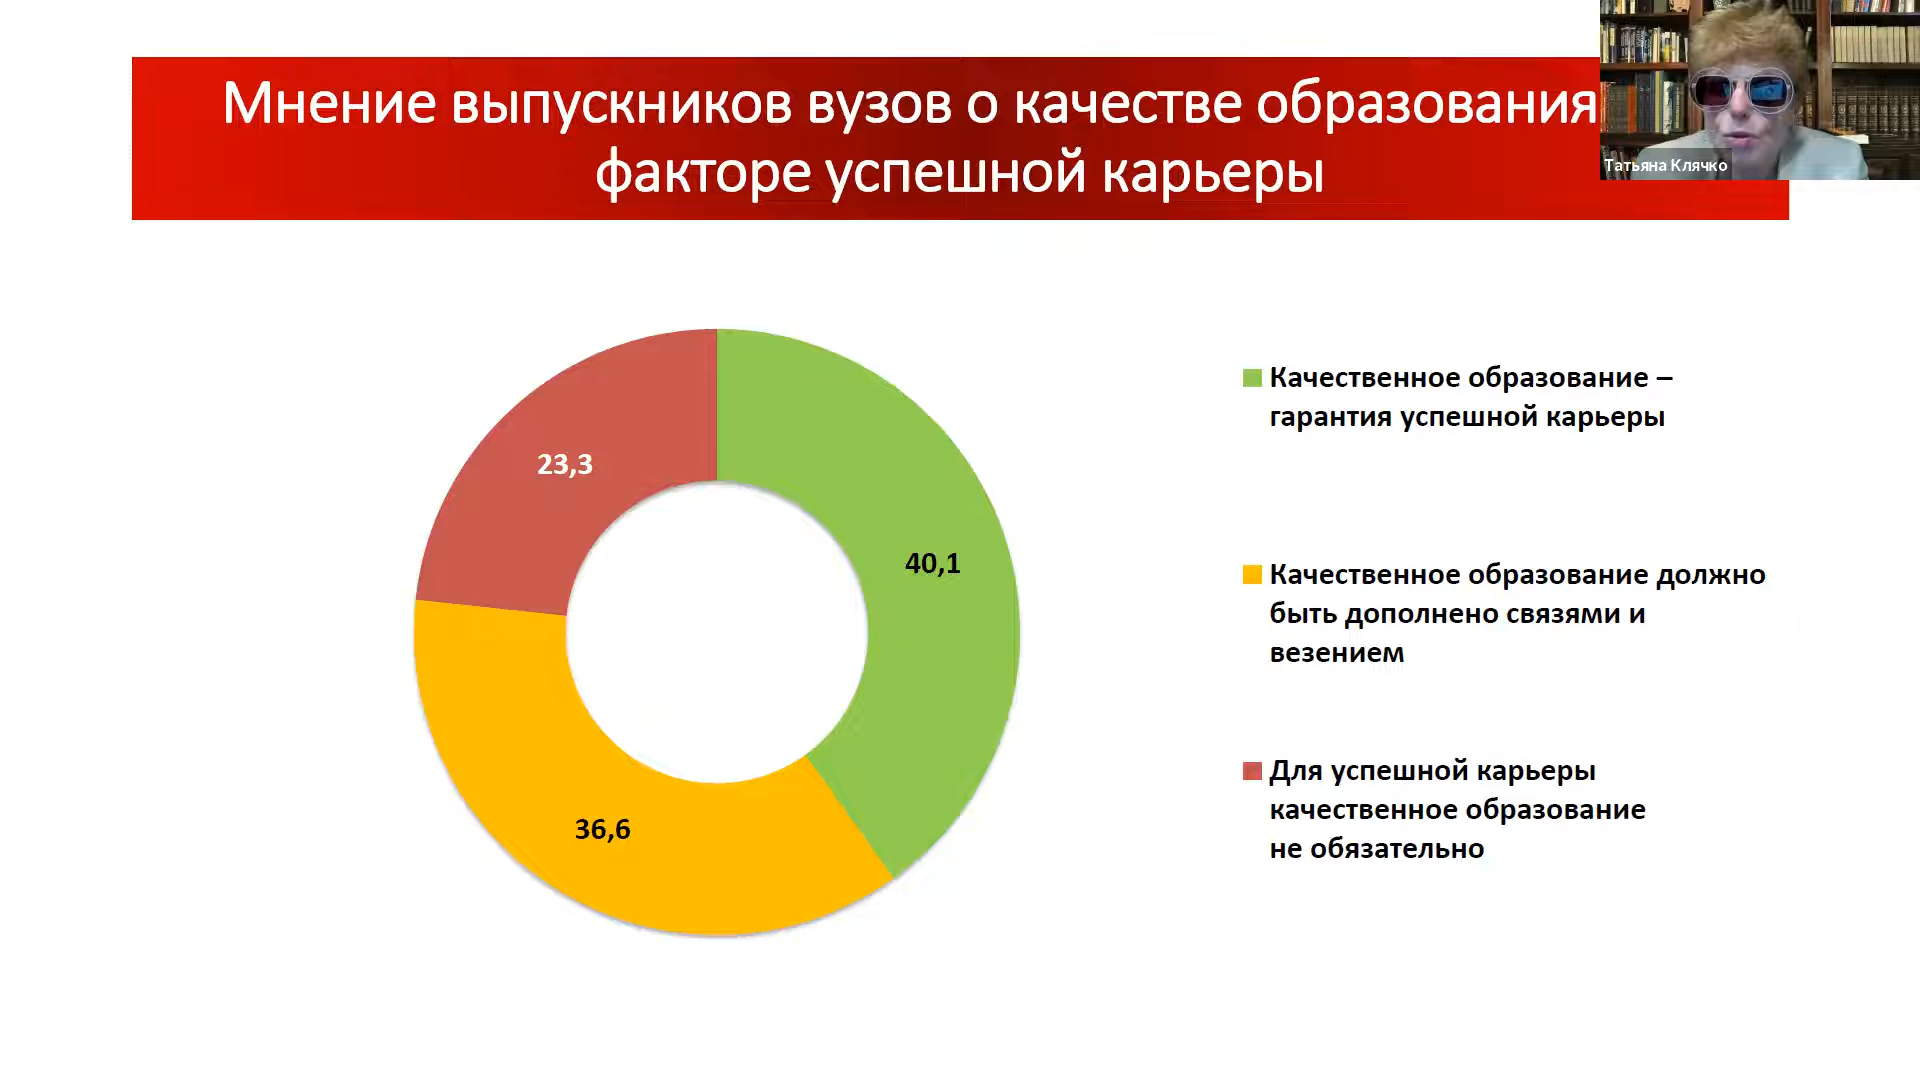 Мнение выпускников вузов о качестве образования
факторе успешной карьеры
Татьяна Клячко
23,3
40,1
36,6
Качественное образование –
гарантия успешной карьеры
Качественное образование должно
быть дополнено связями и
везением
Для успешной карьеры
качественное образование
не обязательно